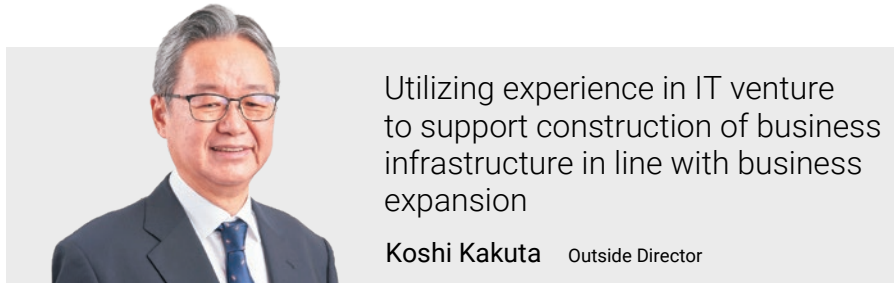 Utilizing experience in IT venture
to support construction of business
infrastructure in line with business
expansion
Koshi Kakuta Outside Director